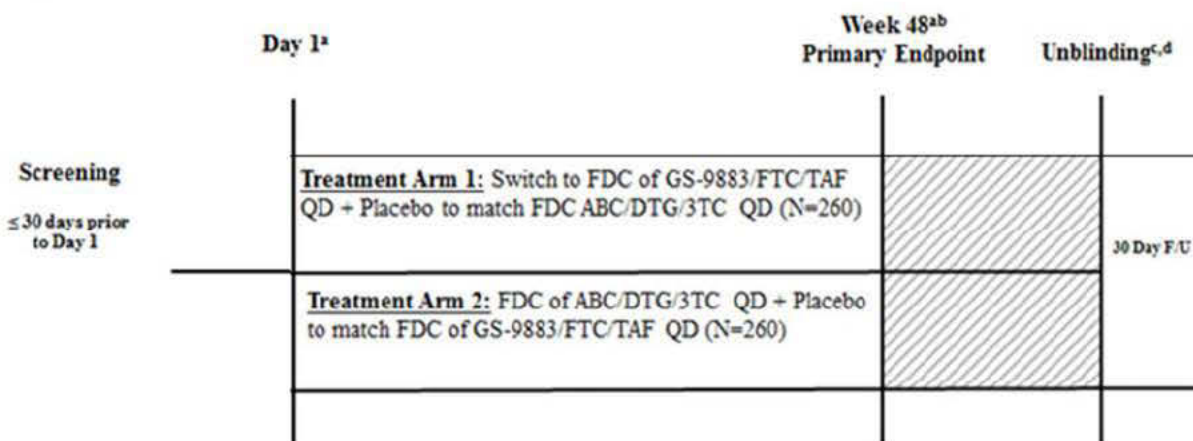 Day 1ᵃ
Week 48ᵃᵇ
Primary Endpoint
Unblindingᶜ,ᵈ
Screening
≤ 30 days prior
to Day 1
Treatment Arm 1: Switch to FDC of GS-9883/FTC/TAF
QD + Placebo to match FDC ABC/DTG/3TC QD (N=260)
30 Day F/U
Treatment Arm 2: FDC of ABC/DTG/3TC QD + Placebo
to match FDC of GS-9883/FTC/TAF QD (N=260)